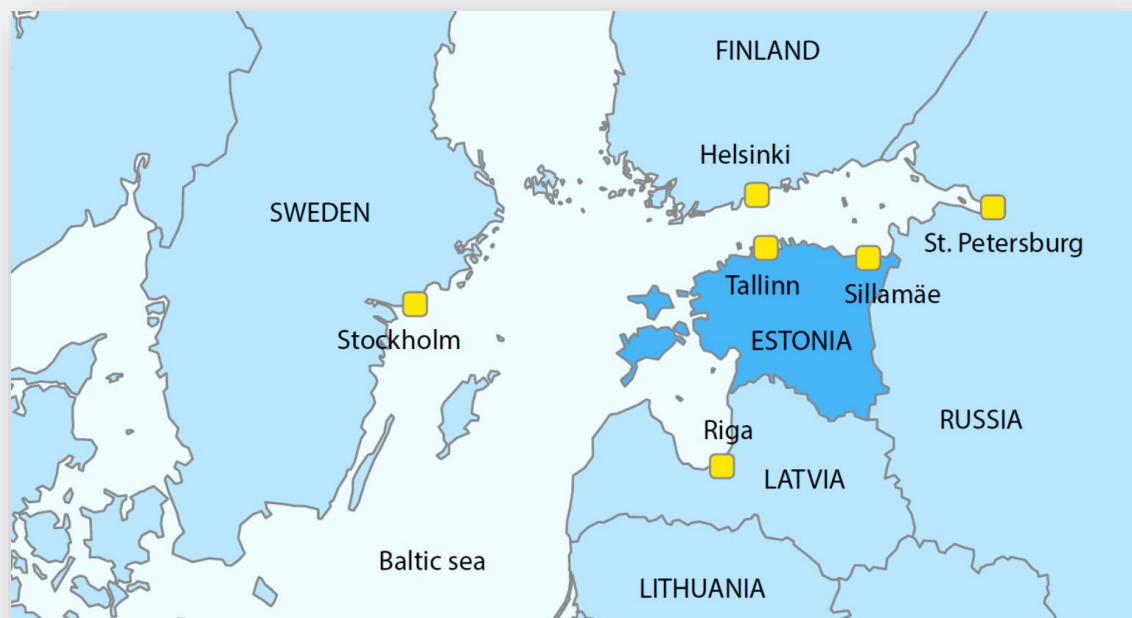 FINLAND
Helsinki
SWEDEN
St. Petersburg
Tallinn
Sillamäe
Stockholm
ESTONIA
RUSSIA
Riga
LATVIA
Baltic sea
LITHUANIA